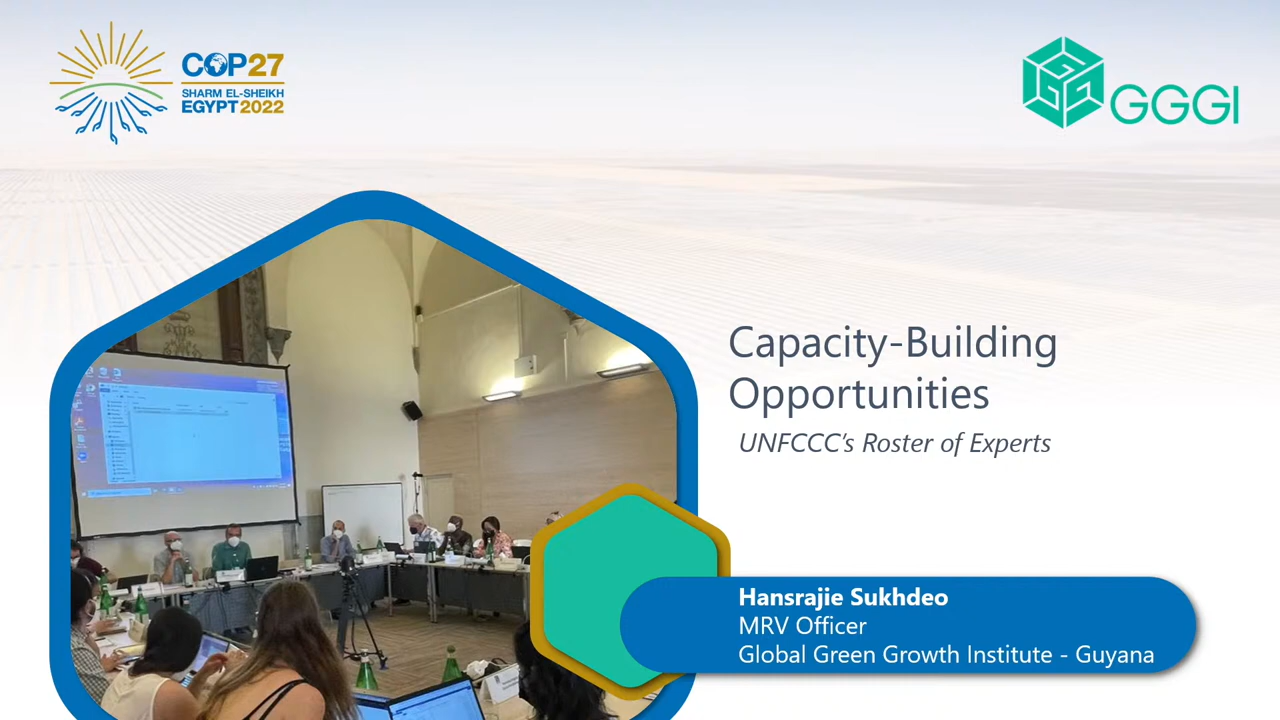 COP27
SHARM EL-SHEIKH
EGYPT 2022
GGGI
Capacity-Building
Opportunities
UNFCCC's Roster of Experts
Hansrajie Sukhdeo
MRV Officer
Global Green Growth Institute - Guyana